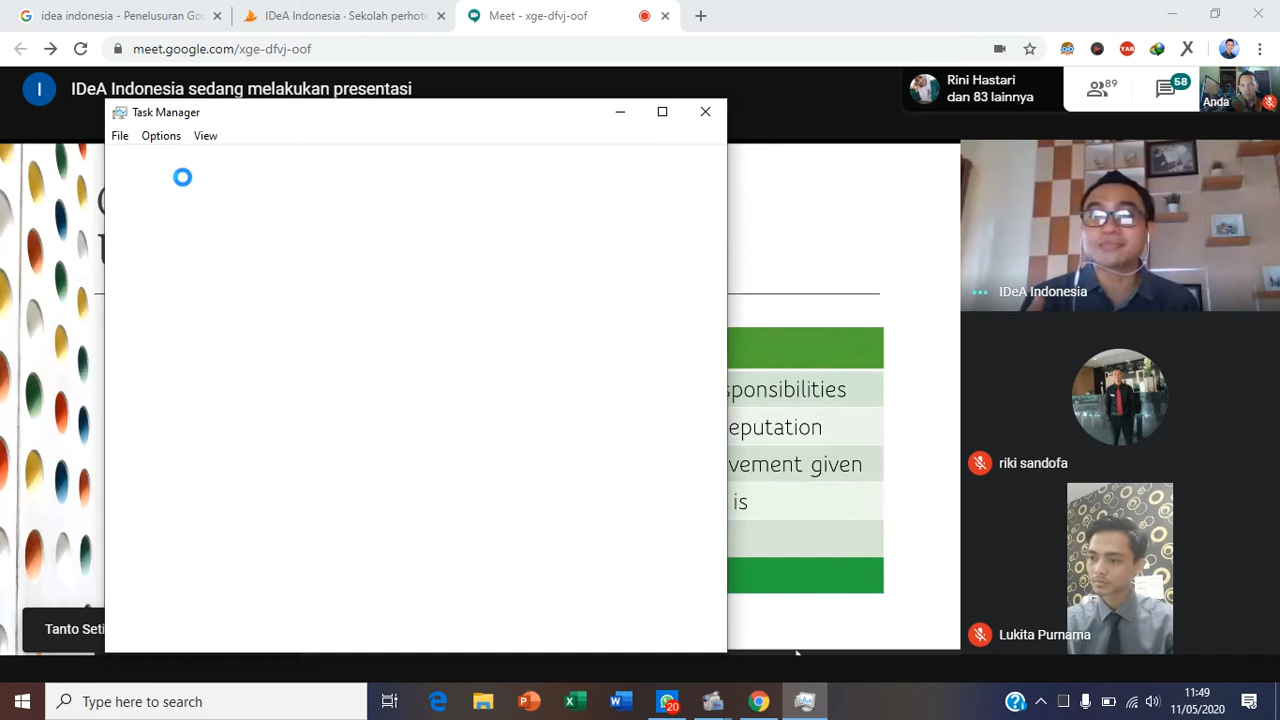 idea indonesia - Penelusuran Goo
IDeA Indonesia · Sekolah perhote
Meet - xge-dfvj-oof
meet.google.com/xge-dfvj-oof
YAB
X
I
IDeA Indonesia sedang melakukan presentasi
Rini Hastari
dan 83 lainnya
89
58
Anda
Task Manager
File Options View
IDeA Indonesia
sponsibilities
eputation
vement given
is
riki sandofa
Tanto Seti
Lukita Purnama
Type here to search
20
11:49
11/05/2020